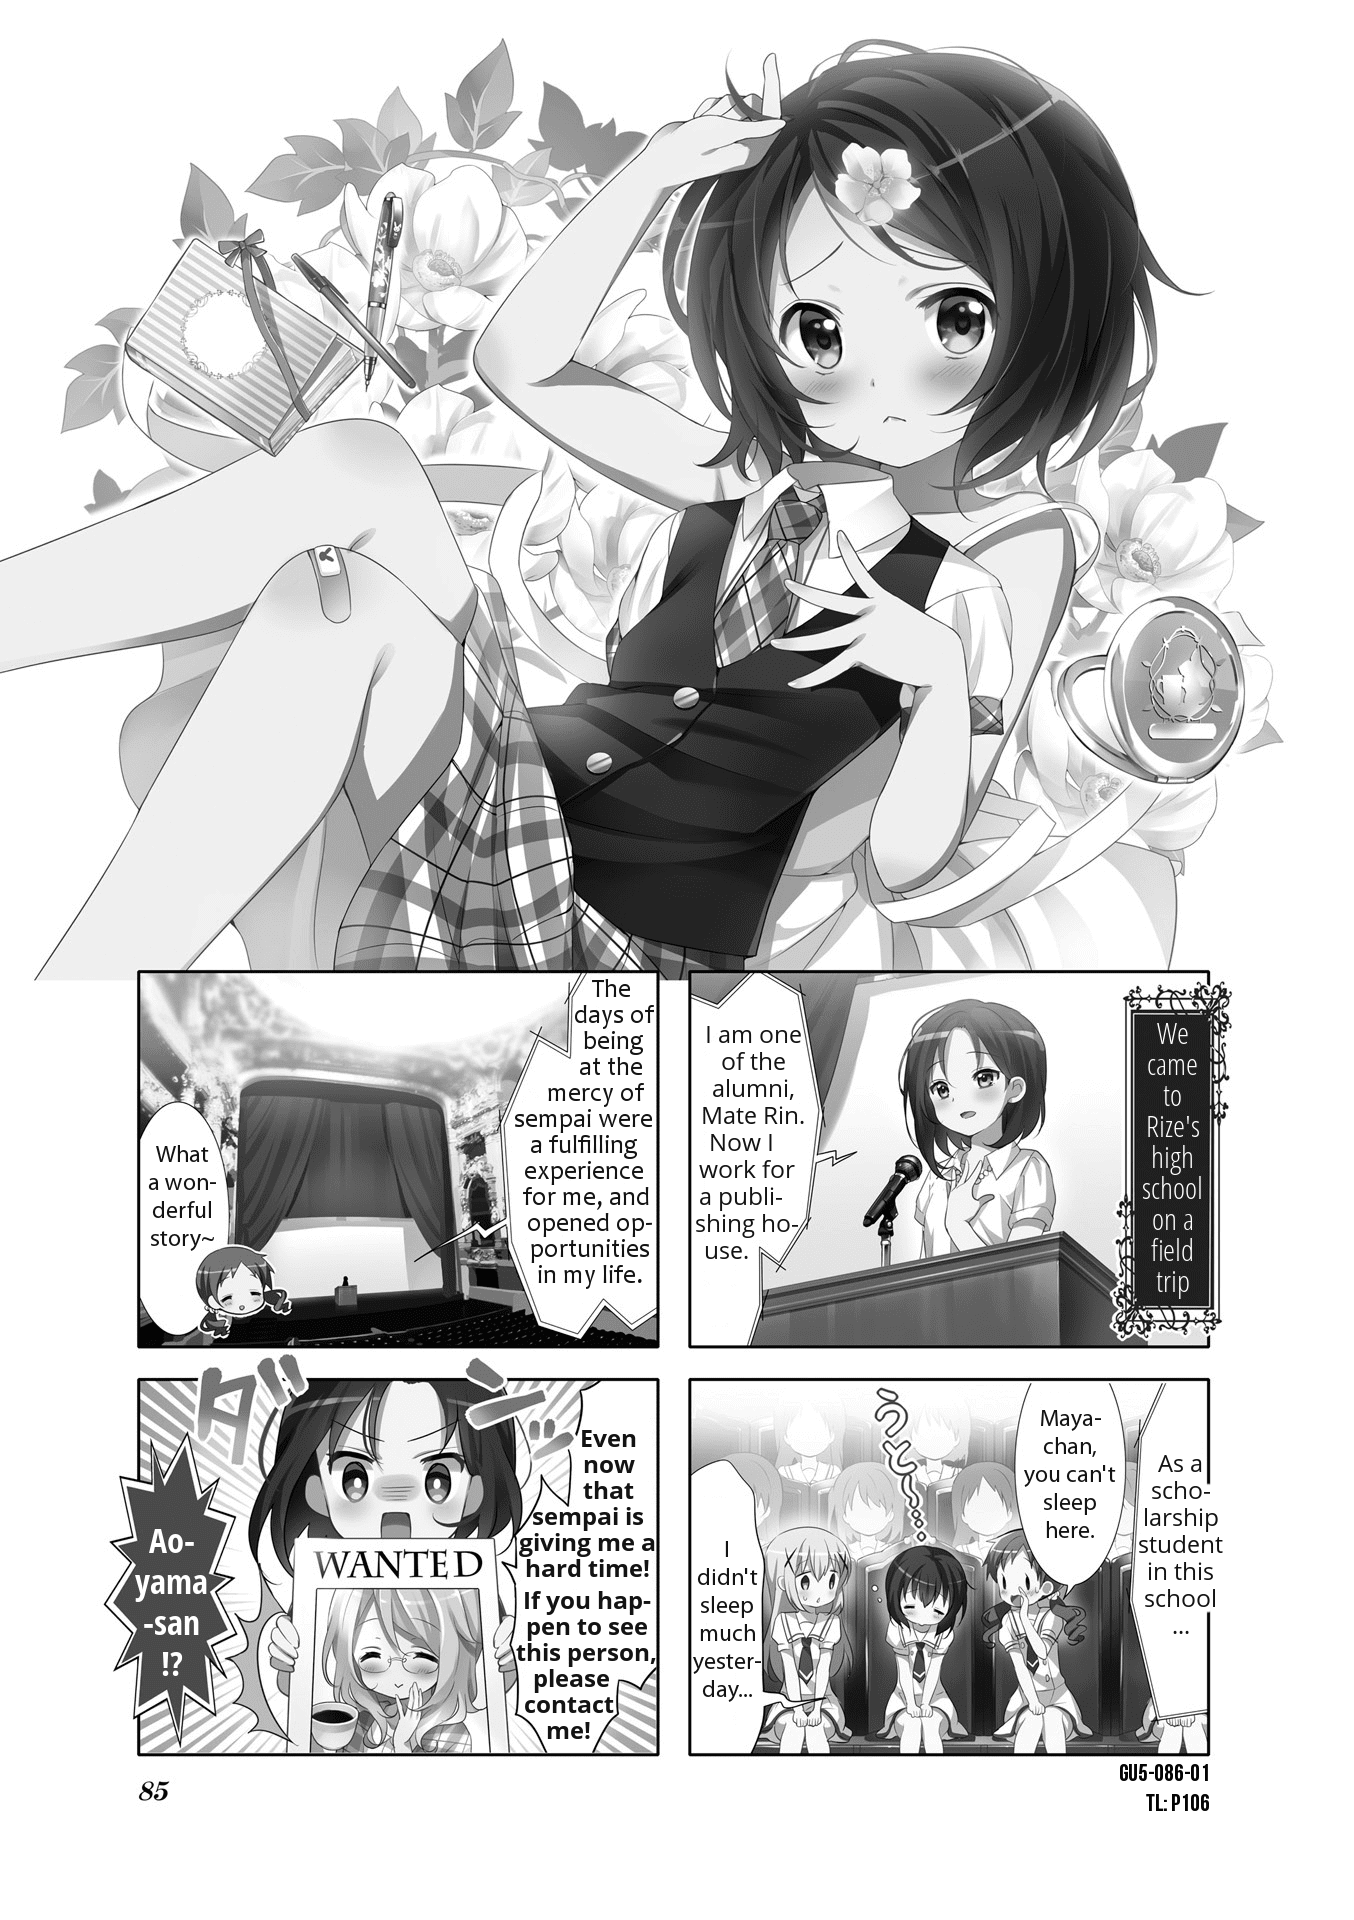 We
came
to
Rize's
high
school
on a
field
trip
I am one
of the
alumni,
Mate Rin.
Now I
work for
a publi-
shing ho-
use.
As a
scho-
larship
student
in this
school
...
Maya-
chan,
you can't
sleep
here.
うと…
I
didn't
sleep
much
yester-
day...
The
days of
being
at the
mercy of
sempai were
a fulfilling
experience
for me, and
opened op-
portunities
in my life.
What
a won-
derful
story~
ダンッ
Even
now
that
sempai is
giving me a
hard time!
If you hap-
pen to see
this person,
please
contact
me!
WANTED
Ao-
yama
-san
!?
85
GU5-086-01
TL: P106